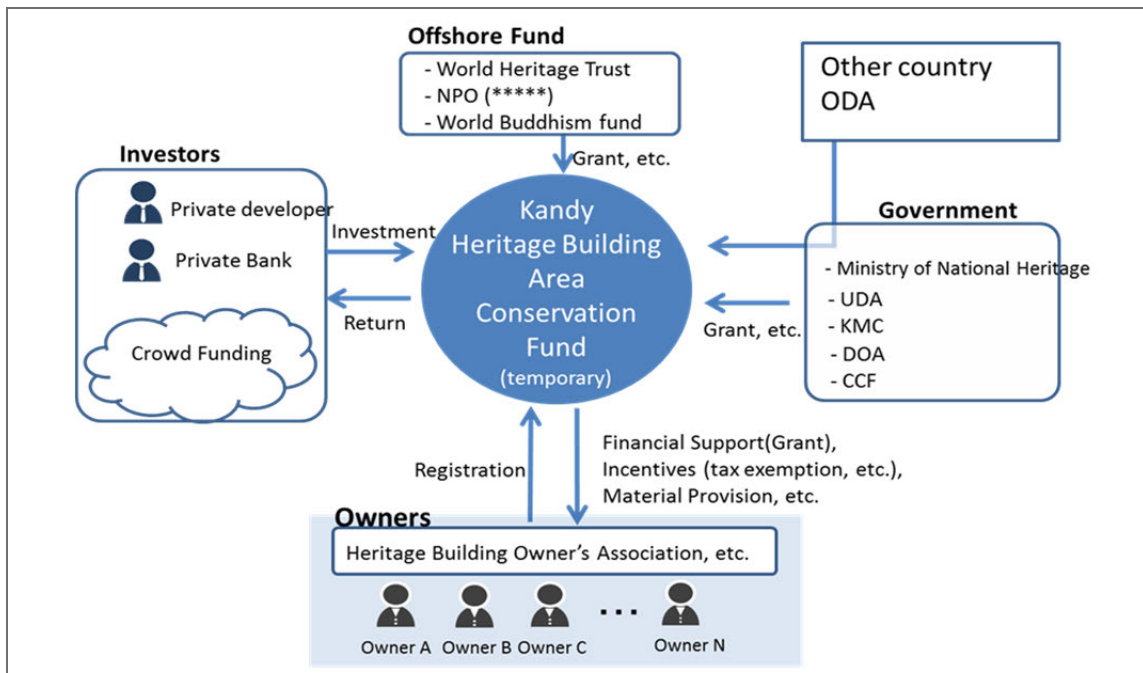 Offshore Fund
- World Heritage Trust
- NPO (*****)
- World Buddhism fund
Grant, etc.
Other country
ODA
Investors
Private developer
Private Bank
Crowd Funding
Investment
Return
Kandy
Heritage Building
Area
Conservation
Fund
(temporary)
Government
- Ministry of National Heritage
- UDA
- KMC
- DOA
- CCF
Grant, etc.
Registration
Financial Support(Grant),
Incentives (tax exemption, etc.),
Material Provision, etc.
Owners
Heritage Building Owner’s Association, etc.
Owner A Owner B Owner C ... Owner N